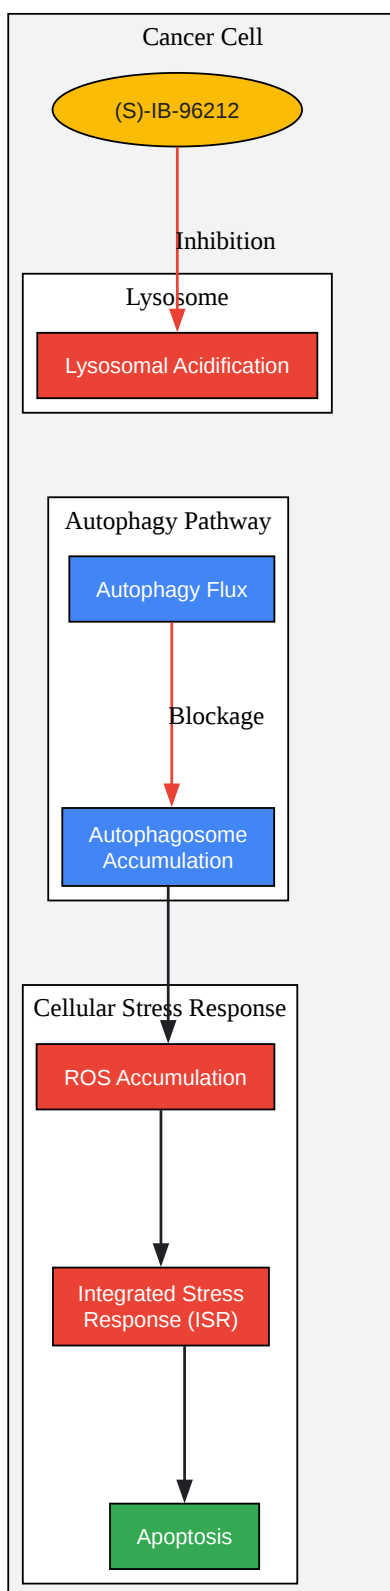 Cancer Cell
(S)-IB-96212
Inhibition
Lysosome
Lysosomal Acidification
Autophagy Pathway
Autophagy Flux
Blockage
Autophagosome
Accumulation
Cellular Stress Response
ROS Accumulation
Integrated Stress
Response (ISR)
Apoptosis